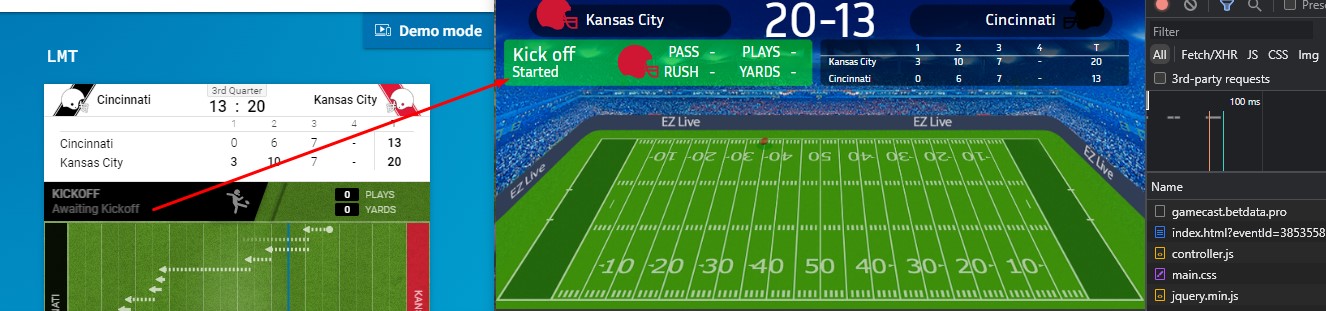 Demo mode
LMT
Cincinnati
3rd Quarter
13 : 20
Kansas City
1 2 3 4 T
Cincinnati 0 6 7 - 13
Kansas City 3 10 7 - 20
KICKOFF
Awaiting Kickoff
0 PLAYS
0 YARDS
Kansas City
20-13
Cincinnati
Kick off
Started
PASS - PLAYS -
RUSH - YARDS -
1 2 3 4 T
Kansas City 3 10 7 - 20
Cincinnati 0 6 7 - 13
EZ Live
EZ Live
EZ Live
EZ Live
-10 -20 -30 -40 50 40- 30- 20- 10-
-10 -20 -30 -40 50 40- 30- 20- 10-
Filter
All Fetch/XHR JS CSS Img
3rd-party requests
100 ms
Name
gamecast.betdata.pro
index.html?eventId=3853558
controller.js
main.css
jquery.min.js